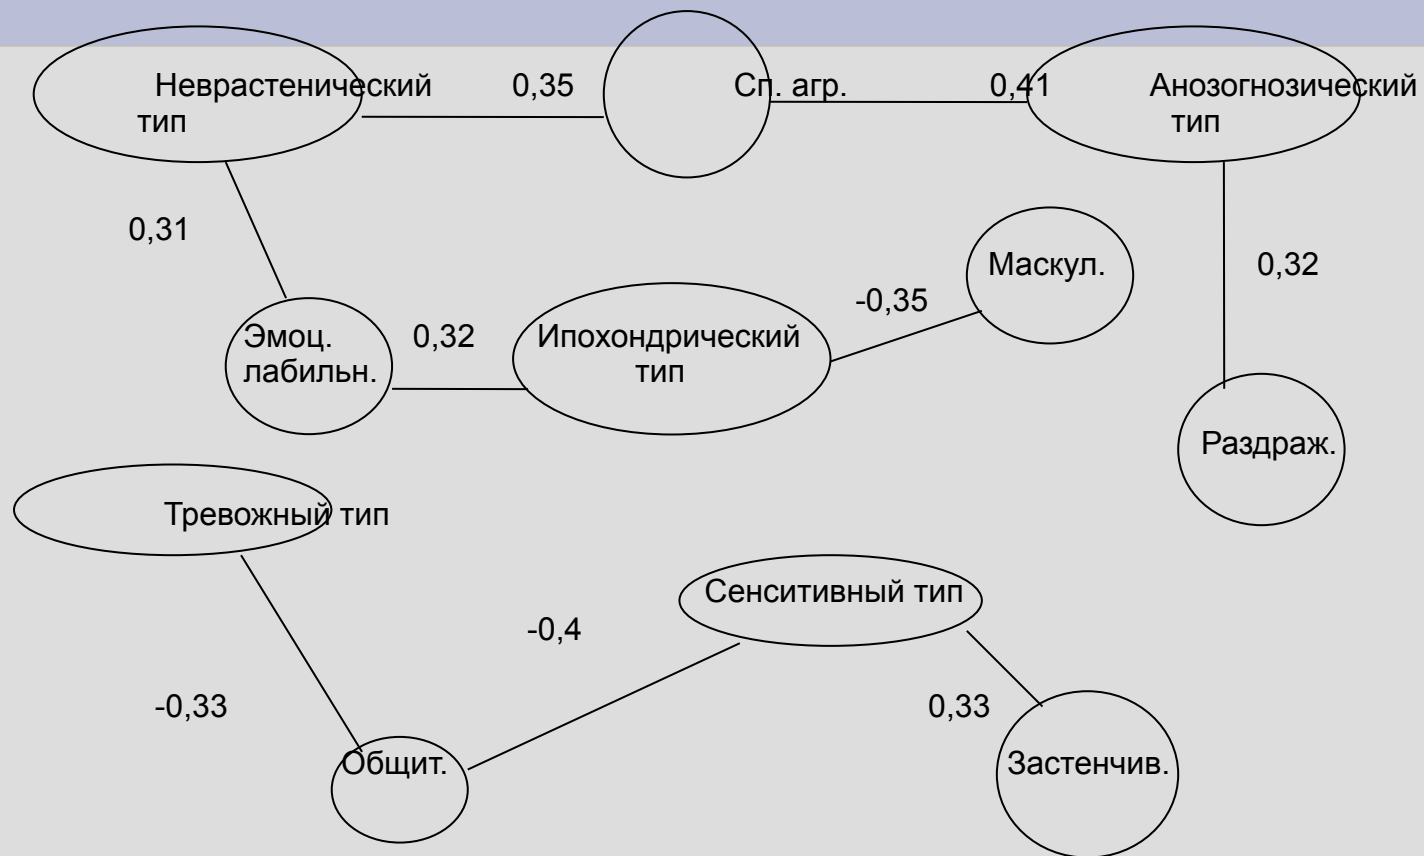 Неврастенический
тип
0,35
Сп. агр.
0,41
Анозогнозический
тип
0,31
Маскул.
0,32
-0,35
Эмоц.
лабильн.
0,32
Ипохондрический
тип
Раздраж.
Тревожный тип
Сенситивный тип
-0,4
-0,33
0,33
Общит.
Застенчив.